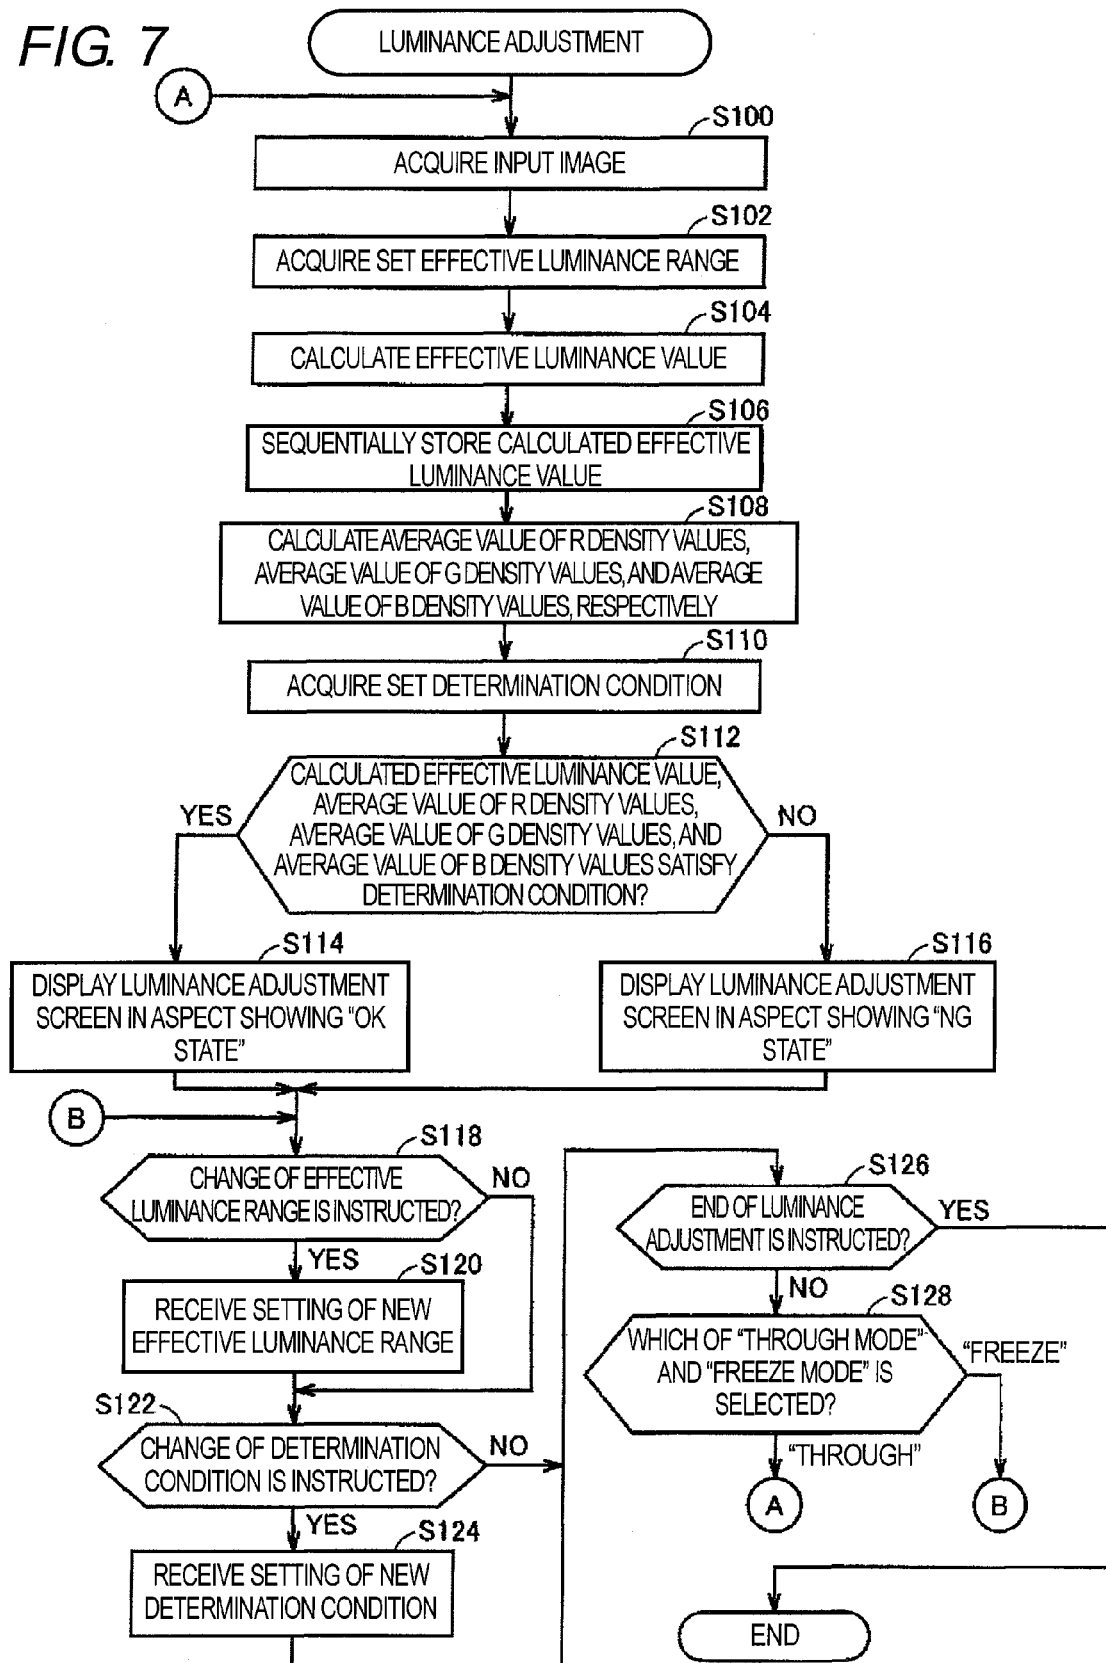 FIG. 7
LUMINANCE ADJUSTMENT
A
S100
ACQUIRE INPUT IMAGE
S102
ACQUIRE SET EFFECTIVE LUMINANCE RANGE
S104
CALCULATE EFFECTIVE LUMINANCE VALUE
S106
SEQUENTIALLY STORE CALCULATED EFFECTIVE
LUMINANCE VALUE
S108
CALCULATE AVERAGE VALUE OF R DENSITY VALUES,
AVERAGE VALUE OF G DENSITY VALUES, AND AVERAGE
VALUE OF B DENSITY VALUES, RESPECTIVELY
S110
ACQUIRE SET DETERMINATION CONDITION
S112
CALCULATED EFFECTIVE LUMINANCE VALUE,
AVERAGE VALUE OF R DENSITY VALUES,
AVERAGE VALUE OF G DENSITY VALUES, AND
AVERAGE VALUE OF B DENSITY VALUES SATISFY
DETERMINATION CONDITION?
YES
NO
S114
DISPLAY LUMINANCE ADJUSTMENT
SCREEN IN ASPECT SHOWING “OK
STATE”
S116
DISPLAY LUMINANCE ADJUSTMENT
SCREEN IN ASPECT SHOWING “NG
STATE”
B
S118
CHANGE OF EFFECTIVE
LUMINANCE RANGE IS INSTRUCTED?
NO
YES
S120
RECEIVE SETTING OF NEW
EFFECTIVE LUMINANCE RANGE
S122
CHANGE OF DETERMINATION
CONDITION IS INSTRUCTED?
NO
YES
S124
RECEIVE SETTING OF NEW
DETERMINATION CONDITION
S126
END OF LUMINANCE
ADJUSTMENT IS INSTRUCTED?
YES
NO
S128
WHICH OF “THROUGH MODE”
AND “FREEZE MODE” IS
SELECTED?
“FREEZE”
“THROUGH”
A
B
END